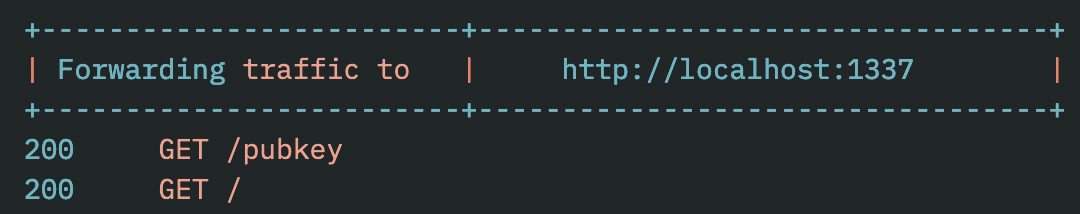 +-------------------------+----------------------------------+
| Forwarding traffic to | http://localhost:1337 |
+-------------------------+----------------------------------+
200 GET /pubkey
200 GET /